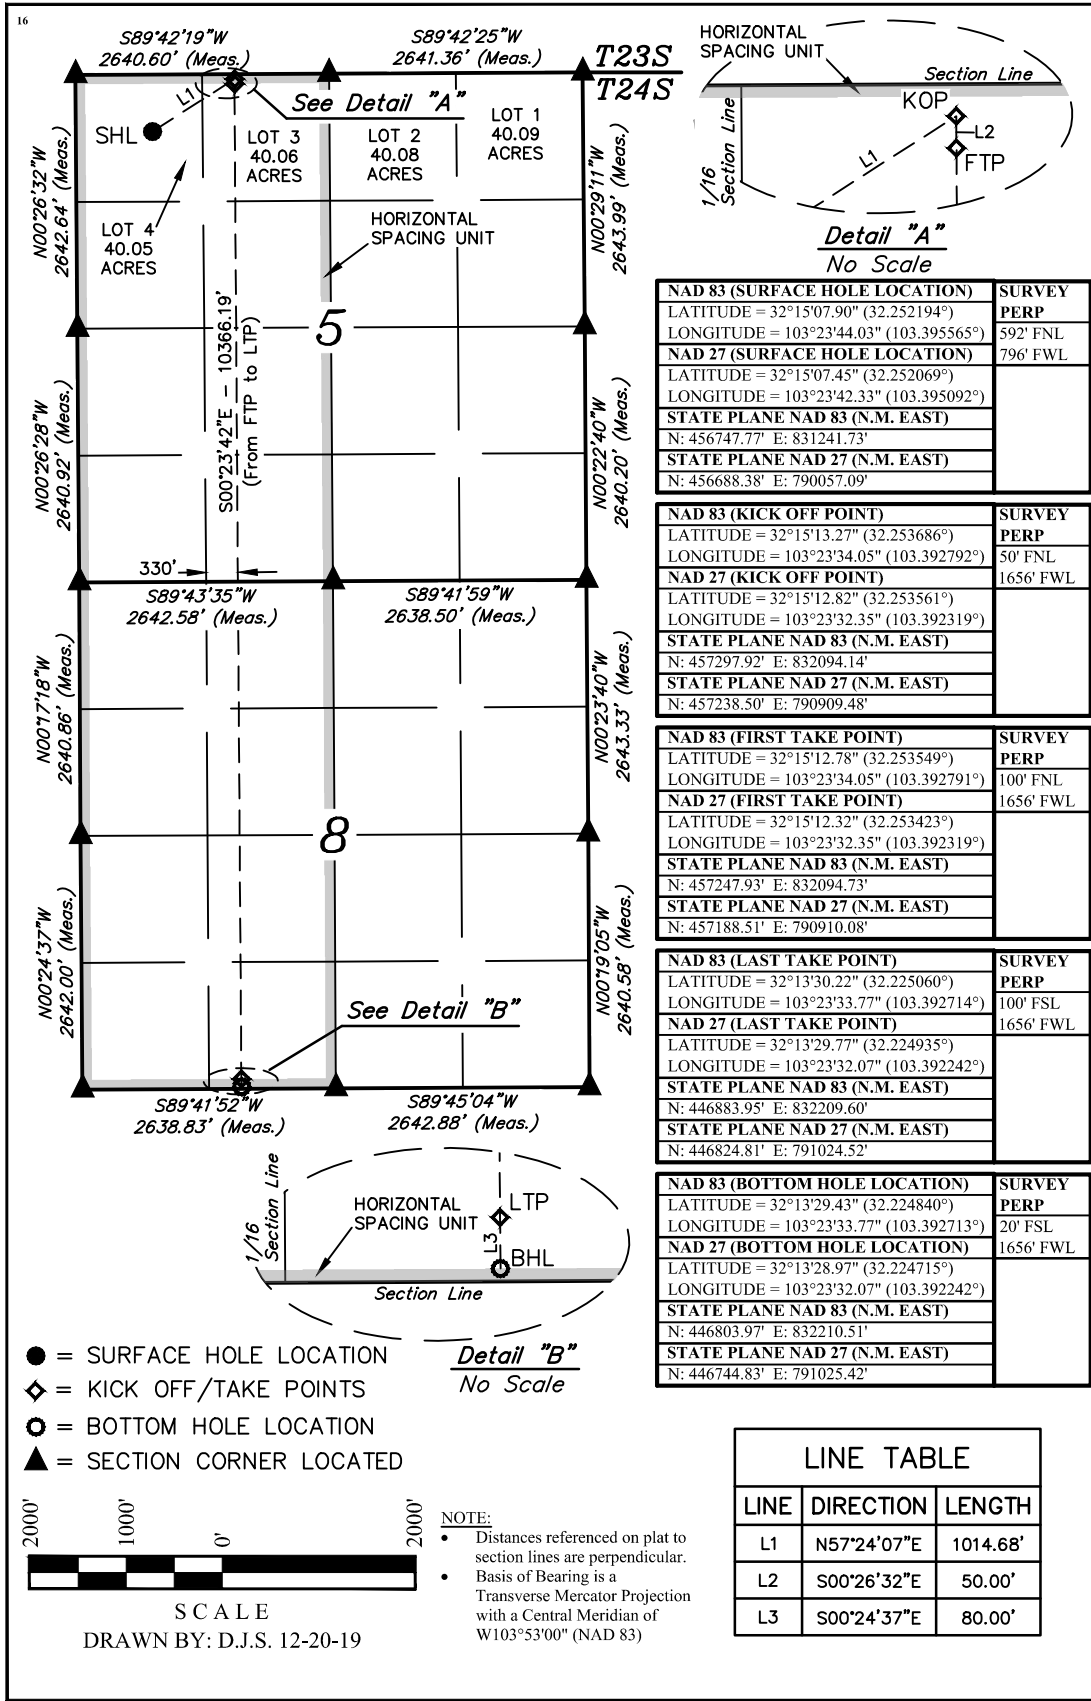 16
S89°42'19"W
2640.60' (Meas.)
S89°42'25"W
2641.36' (Meas.)
T23S
T24S
L1
See Detail "A"
SHL
LOT 3
40.06
ACRES
LOT 2
40.08
ACRES
LOT 1
40.09
ACRES
LOT 4
40.05
ACRES
HORIZONTAL
SPACING UNIT
N00°26'32"W
2642.64' (Meas.)
N00°29'11"W
2643.99' (Meas.)
5
S00°23'42"E - 10366.19'
(From FTP to LTP)
N00°26'28"W
2640.92' (Meas.)
N00°22'40"W
2640.20' (Meas.)
330'
S89°43'35"W
2642.58' (Meas.)
S89°41'59"W
2638.50' (Meas.)
N00°17'18"W
2640.86' (Meas.)
N00°23'40"W
2643.33' (Meas.)
8
N00°24'37"W
2642.00' (Meas.)
N00°19'05"W
2640.58' (Meas.)
See Detail "B"
S89°41'52"W
2638.83' (Meas.)
S89°45'04"W
2642.88' (Meas.)
HORIZONTAL
SPACING UNIT
Section Line
KOP
L2
FTP
L1
1/16
Section Line
Detail "A"
No Scale
NAD 83 (SURFACE HOLE LOCATION)
LATITUDE = 32°15'07.90" (32.252194°)
LONGITUDE = 103°23'44.03" (103.395565°)
NAD 27 (SURFACE HOLE LOCATION)
LATITUDE = 32°15'07.45" (32.252069°)
LONGITUDE = 103°23'42.33" (103.395092°)
STATE PLANE NAD 83 (N.M. EAST)
N: 456747.77' E: 831241.73'
STATE PLANE NAD 27 (N.M. EAST)
N: 456688.38' E: 790057.09'
SURVEY
PERP
592' FNL
796' FWL
NAD 83 (KICK OFF POINT)
LATITUDE = 32°15'13.27" (32.253686°)
LONGITUDE = 103°23'34.05" (103.392792°)
NAD 27 (KICK OFF POINT)
LATITUDE = 32°15'12.82" (32.253561°)
LONGITUDE = 103°23'32.35" (103.392319°)
STATE PLANE NAD 83 (N.M. EAST)
N: 457297.92' E: 832094.14'
STATE PLANE NAD 27 (N.M. EAST)
N: 457238.50' E: 790909.48'
SURVEY
PERP
50' FNL
1656' FWL
NAD 83 (FIRST TAKE POINT)
LATITUDE = 32°15'12.78" (32.253549°)
LONGITUDE = 103°23'34.05" (103.392791°)
NAD 27 (FIRST TAKE POINT)
LATITUDE = 32°15'12.32" (32.253423°)
LONGITUDE = 103°23'32.35" (103.392319°)
STATE PLANE NAD 83 (N.M. EAST)
N: 457247.93' E: 832094.73'
STATE PLANE NAD 27 (N.M. EAST)
N: 457188.51' E: 790910.08'
SURVEY
PERP
100' FNL
1656' FWL
NAD 83 (LAST TAKE POINT)
LATITUDE = 32°13'30.22" (32.225060°)
LONGITUDE = 103°23'33.77" (103.392714°)
NAD 27 (LAST TAKE POINT)
LATITUDE = 32°13'29.77" (32.224935°)
LONGITUDE = 103°23'32.07" (103.392242°)
STATE PLANE NAD 83 (N.M. EAST)
N: 446883.95' E: 832209.60'
STATE PLANE NAD 27 (N.M. EAST)
N: 446824.81' E: 791024.52'
SURVEY
PERP
100' FSL
1656' FWL
NAD 83 (BOTTOM HOLE LOCATION)
LATITUDE = 32°13'29.43" (32.224840°)
LONGITUDE = 103°23'33.77" (103.392713°)
NAD 27 (BOTTOM HOLE LOCATION)
LATITUDE = 32°13'28.97" (32.224715°)
LONGITUDE = 103°23'32.07" (103.392242°)
STATE PLANE NAD 83 (N.M. EAST)
N: 446803.97' E: 832210.51'
STATE PLANE NAD 27 (N.M. EAST)
N: 446744.83' E: 791025.42'
SURVEY
PERP
20' FSL
1656' FWL
1/16
Section Line
HORIZONTAL
SPACING UNIT
LTP
L3
BHL
Section Line
Detail "B"
No Scale
= SURFACE HOLE LOCATION
= KICK OFF/TAKE POINTS
= BOTTOM HOLE LOCATION
= SECTION CORNER LOCATED
2000' 1000' 0' 2000'
SCALE
DRAWN BY: D.J.S. 12-20-19
NOTE:
• Distances referenced on plat to
section lines are perpendicular.
• Basis of Bearing is a
Transverse Mercator Projection
with a Central Meridian of
W103°53'00" (NAD 83)
LINE TABLE
LINE DIRECTION LENGTH
L1 N57°24'07"E 1014.68'
L2 S00°26'32"E 50.00'
L3 S00°24'37"E 80.00'